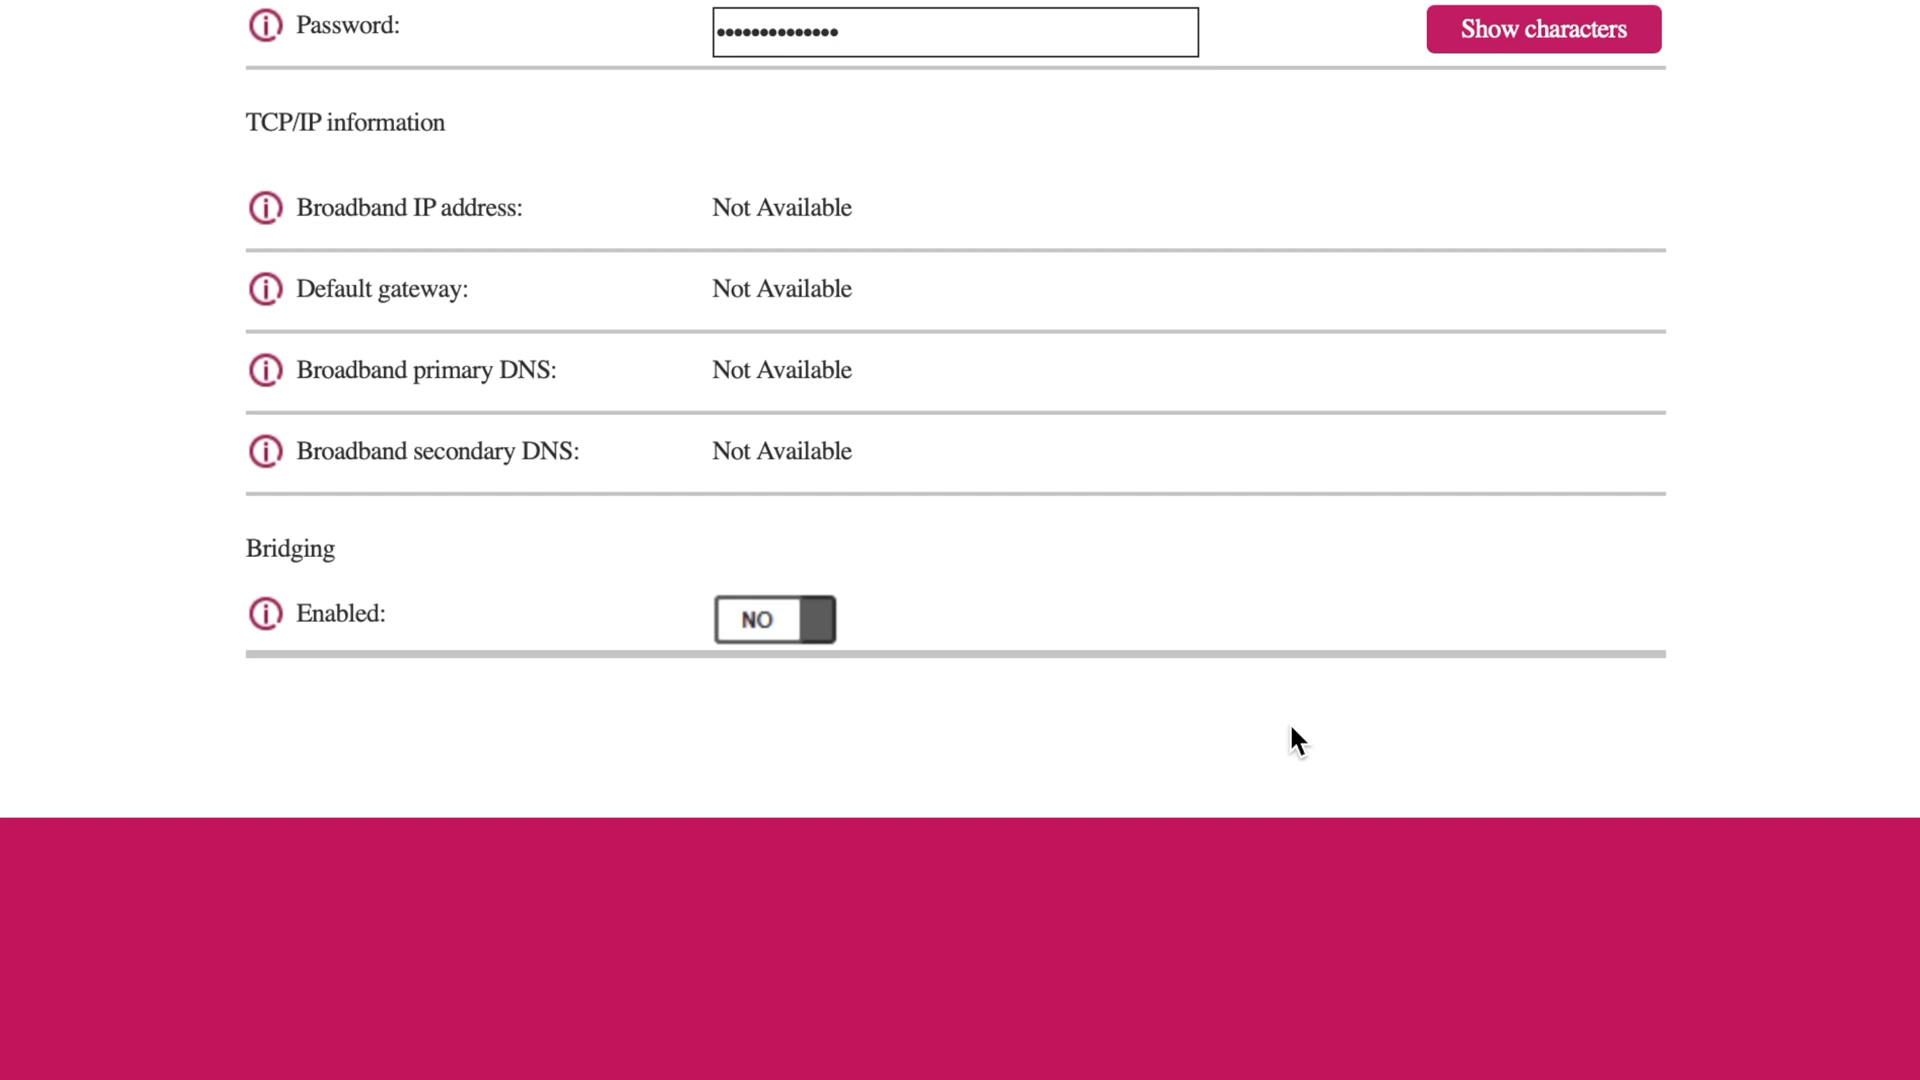 Password: •••••••••••••• Show characters
TCP/IP information
Broadband IP address: Not Available
Default gateway: Not Available
Broadband primary DNS: Not Available
Broadband secondary DNS: Not Available
Bridging
Enabled: NO